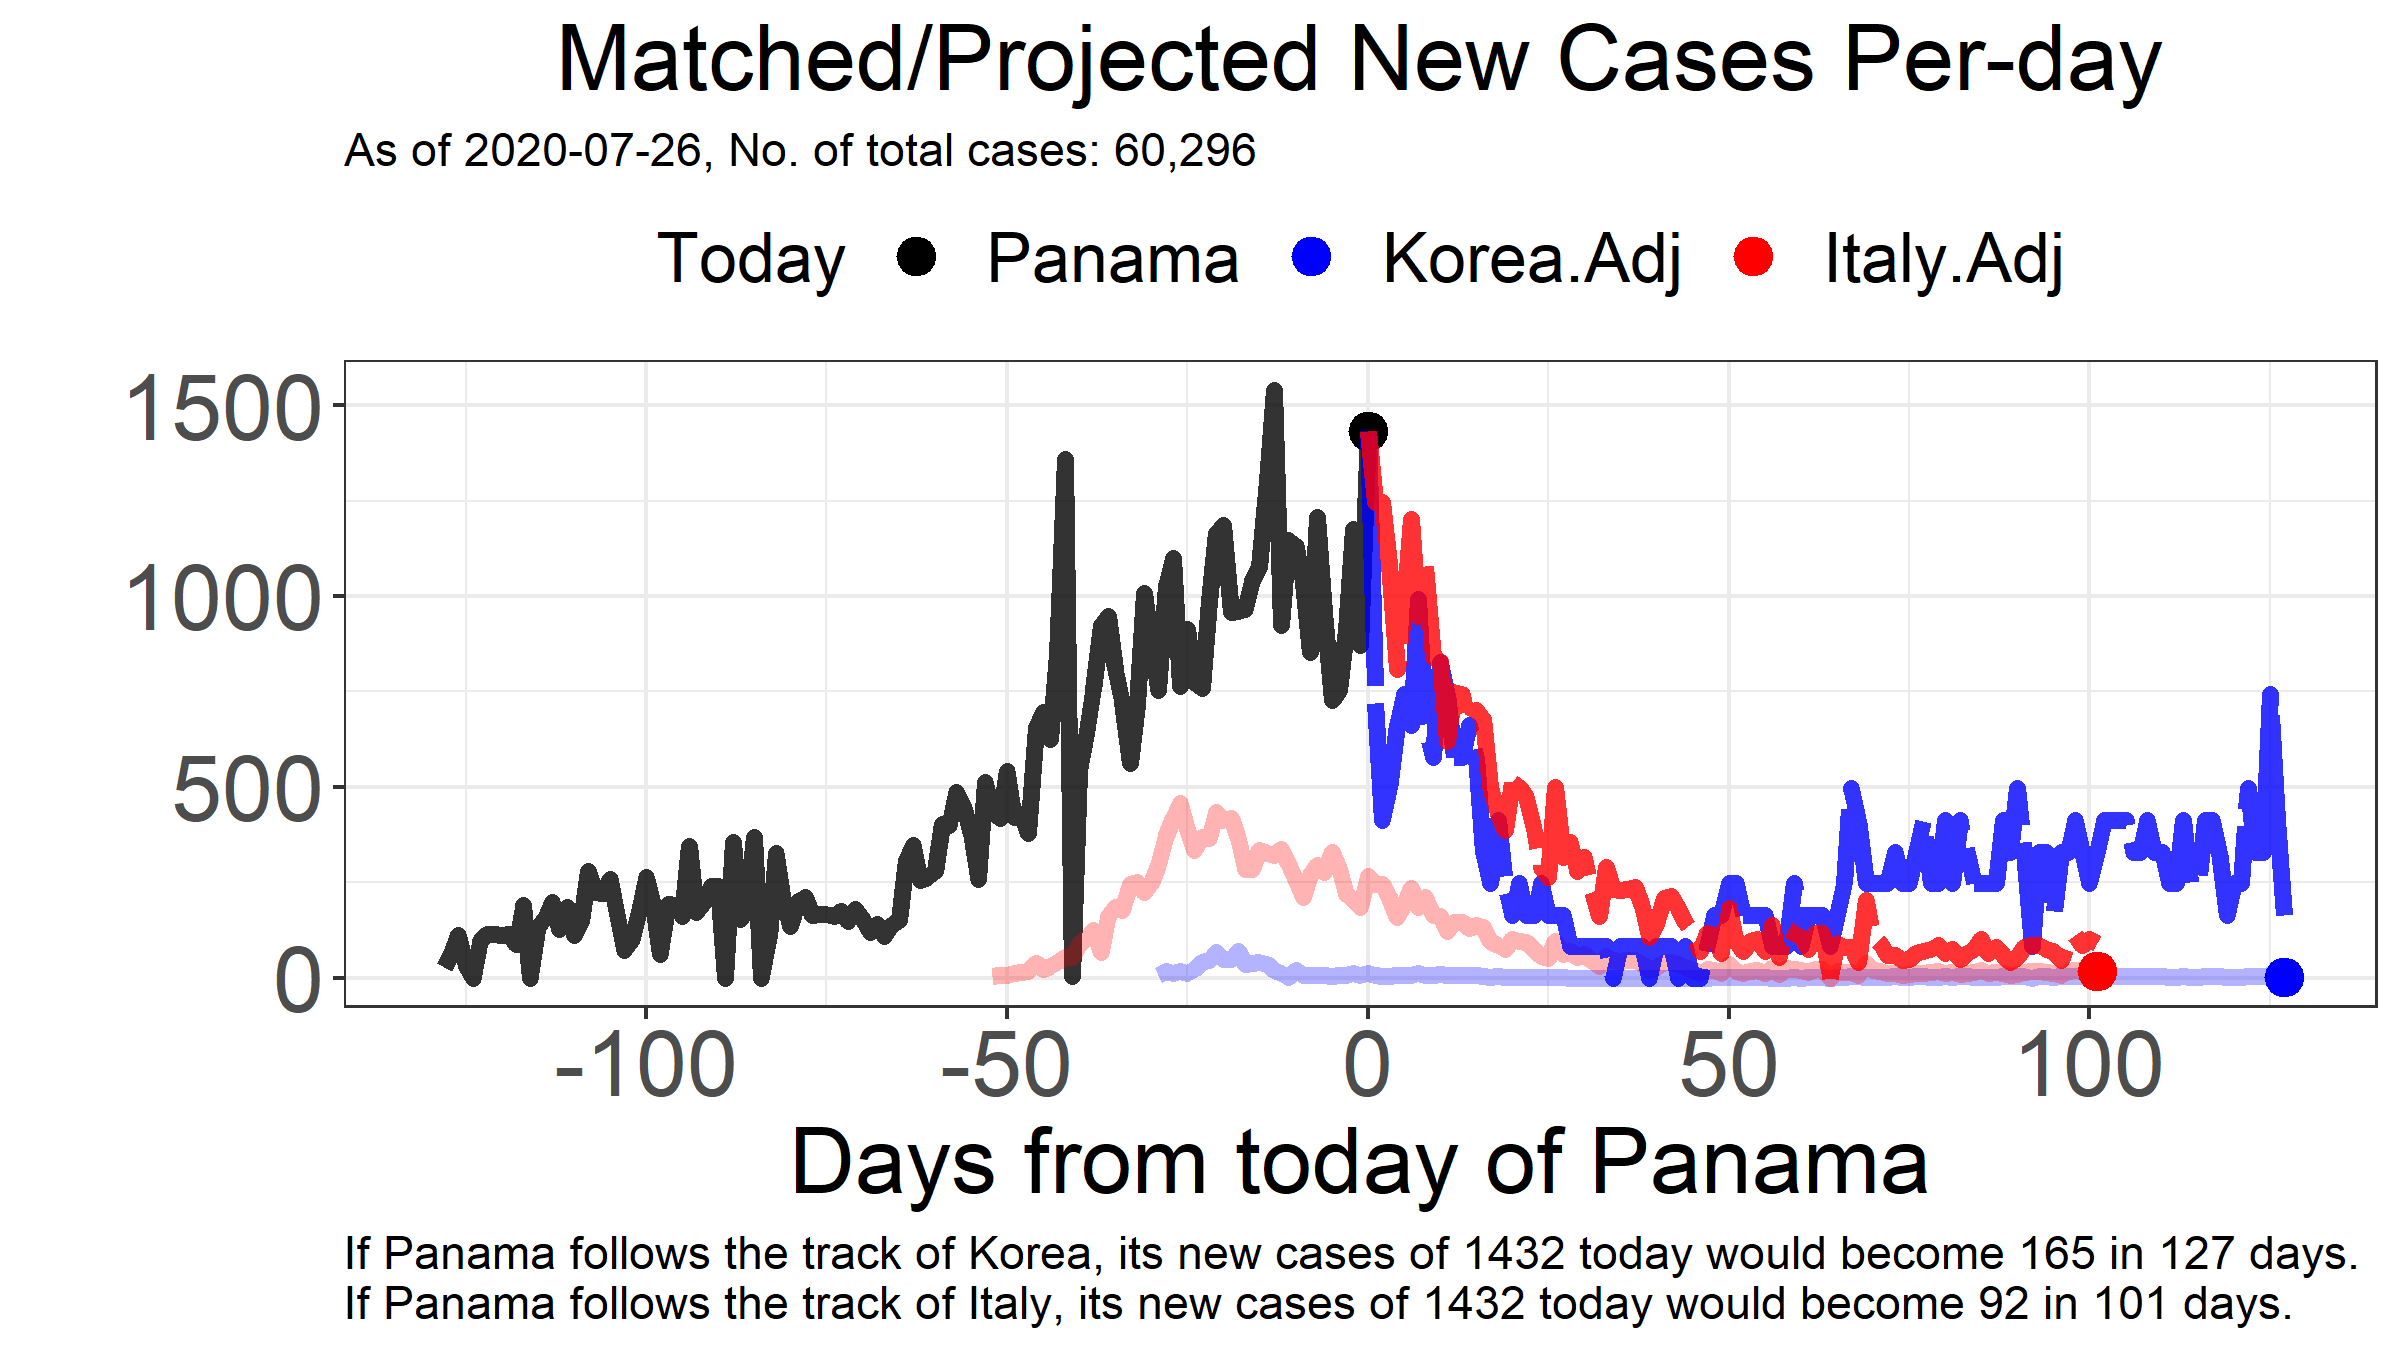 Matched/Projected New Cases Per-day
As of 2020-07-26, No. of total cases: 60,296
Today Panama Korea.Adj Italy.Adj
1500
1000
500
0
-100 -50 0 50 100
Days from today of Panama
If Panama follows the track of Korea, its new cases of 1432 today would become 165 in 127 days.
If Panama follows the track of Italy, its new cases of 1432 today would become 92 in 101 days.